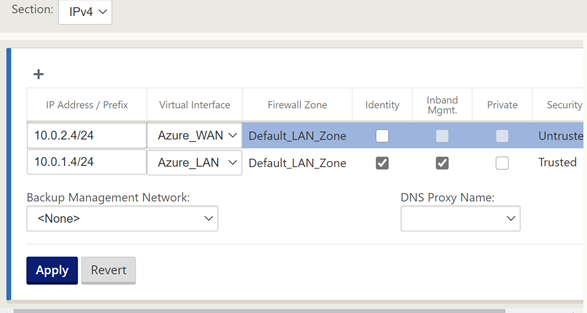 Section: IPv4
+
IP Address / Prefix Virtual Interface Firewall Zone Identity Inband Mgmt. Private Security
10.0.2.4/24 Azure_WAN Default_LAN_Zone Untruste
10.0.1.4/24 Azure_LAN Default_LAN_Zone Trusted
Backup Management Network: DNS Proxy Name:
<None>
Apply Revert